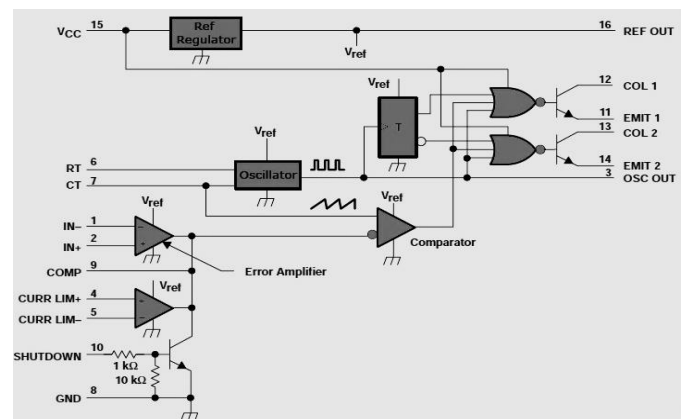 VCC 15
Ref
Regulator
16 REF OUT
Vref
12 COL 1
Vref
11 EMIT 1
13 COL 2
T
Vref
RT 6
14 EMIT 2
CT 7
Oscillator
3 OSC OUT
Vref
Vref
IN– 1
IN+ 2
Comparator
COMP 9
Error Amplifier
CURR LIM+ 4
Vref
CURR LIM– 5
SHUTDOWN 10
1 kΩ
10 kΩ
GND 8